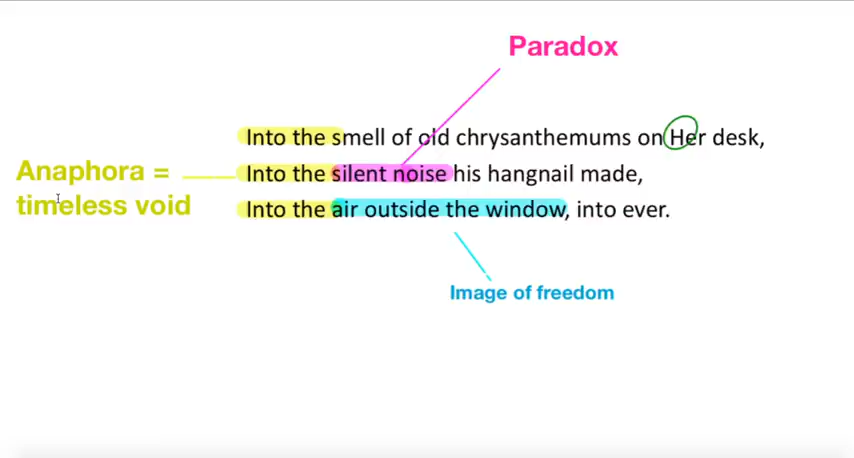 Paradox
Into the smell of old chrysanthemums on Her desk,
Anaphora =
Into the silent noise his hangnail made,
timeless void
Into the air outside the window, into ever.
Image of freedom